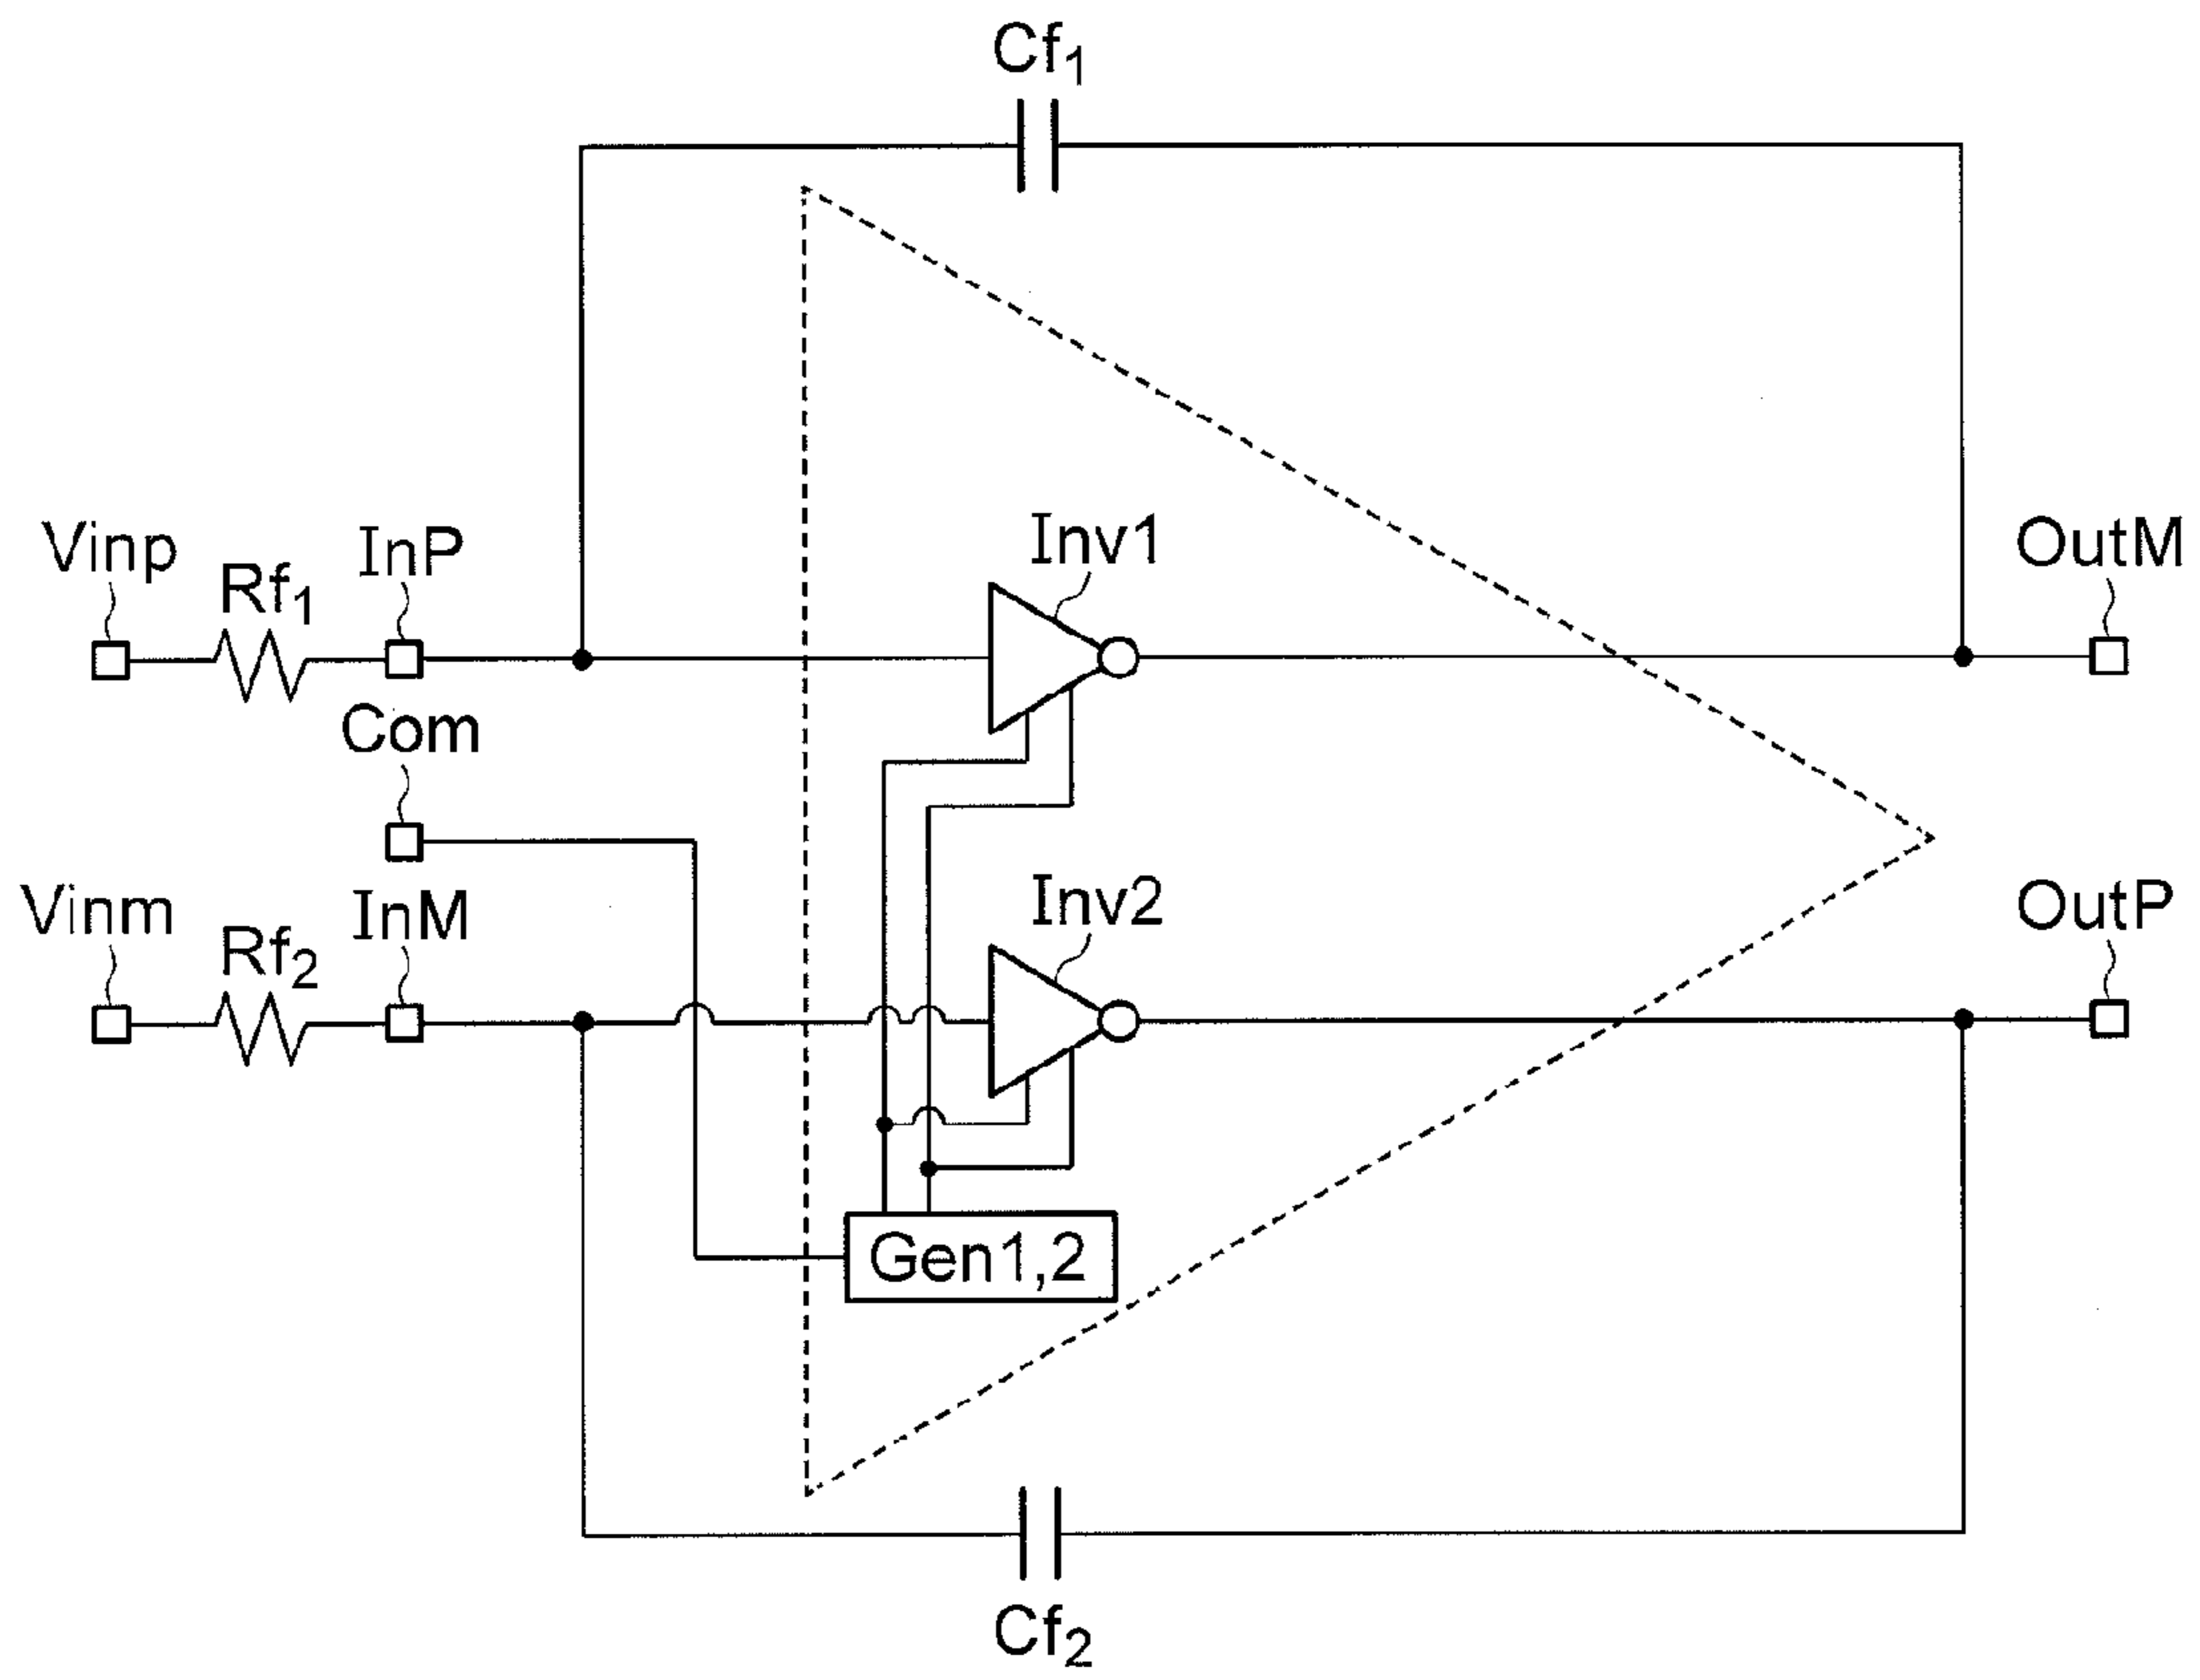 Cf₁
Vinp
Rf₁
InP
Inv1
OutM
Com
Vinm
Rf₂
InM
Inv2
OutP
Gen1,2
Cf₂